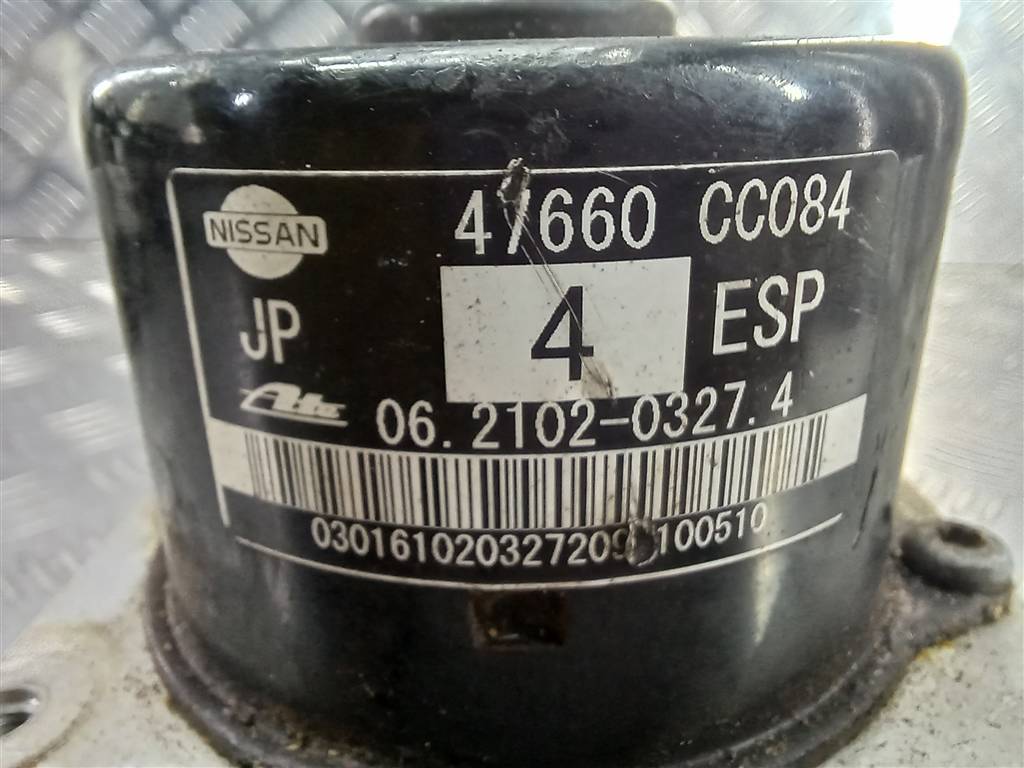 NISSAN
47660 CC084
JP
4
ESP
Ate
06.2102-0327.4